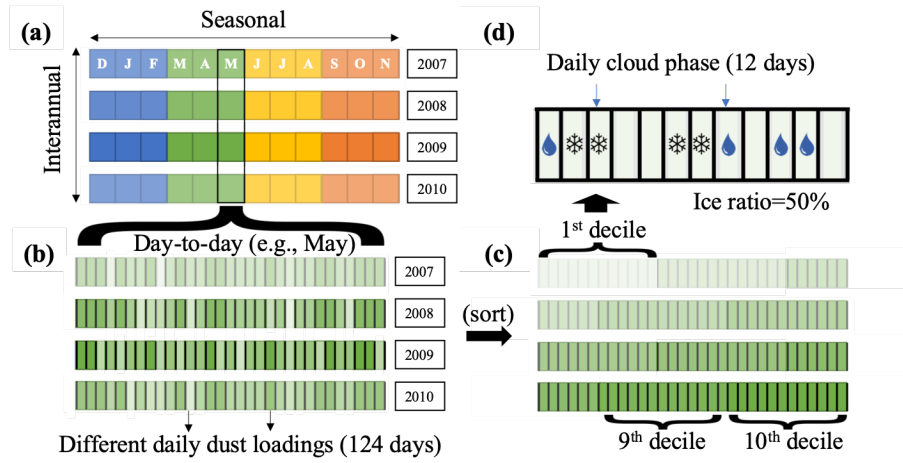 (a)
Seasonal
D J F M A M J J A S O N
Interannual
2007
2008
2009
2010
(b)
Day-to-day (e.g., May)
2007
2008
2009
2010
Different daily dust loadings (124 days)
(sort)
(d)
Daily cloud phase (12 days)
Ice ratio=50%
1st decile
(c)
9th decile
10th decile